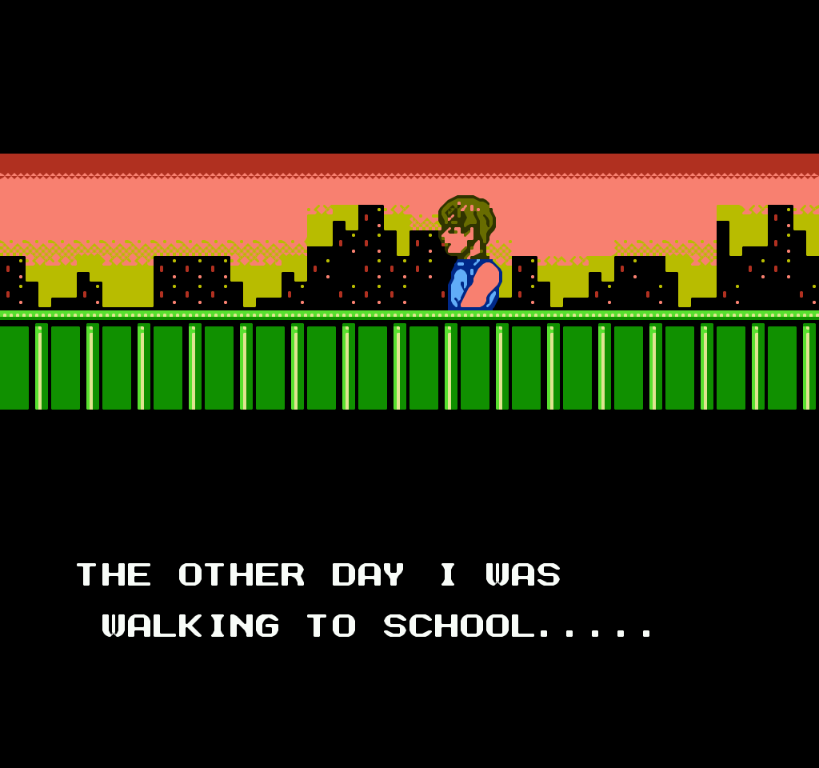 THE OTHER DAY I WAS
WALKING TO SCHOOL.....